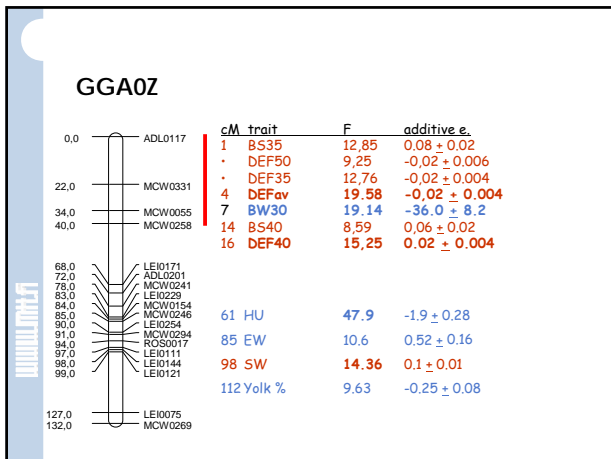 GGA0Z
cM trait F additive e.
0,0 ADL0117
22,0 MCW0331
34,0 MCW0055
40,0 MCW0258
68,0 LEI0171
72,0 ADL0201
78,0 MCW0241
83,0 LEI0229
84,0 MCW0154
85,0 MCW0246
90,0 LEI0254
91,0 MCW0294
94,0 ROS0017
97,0 LEI0111
98,0 LEI0144
99,0 LEI0121
127,0 LEI0075
132,0 MCW0269
1 BS35 12,85 0,08 ± 0.02
• DEF50 9,25 -0,02 ± 0.006
• DEF35 12,76 -0,02 ± 0.004
4 DEFav 19.58 -0,02 ± 0.004
7 BW30 19,14 -36.0 ± 8.2
14 BS40 8,59 0,06 ± 0.02
16 DEF40 15,25 0.02 ± 0.004
61 HU 47.9 -1,9 ± 0.28
85 EW 10.6 0.52 ± 0.16
98 SW 14.36 0.1 ± 0.01
112 Yolk % 9,63 -0.25 ± 0.08